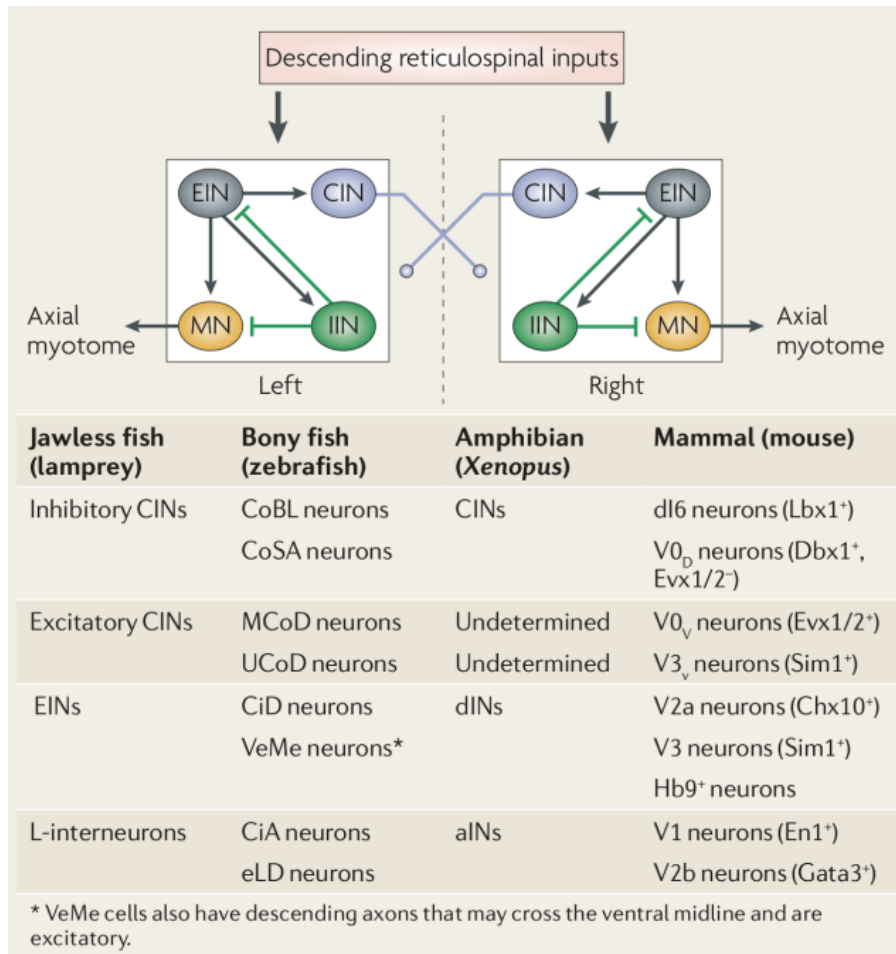 Descending reticulospinal inputs
EIN CIN CIN EIN
MN IIN IIN MN
Axial myotome
Axial myotome
Left Right
Jawless fish (lamprey) Bony fish (zebrafish) Amphibian (Xenopus) Mammal (mouse)
Inhibitory CINs CoBL neurons CINs dI6 neurons (Lbx1⁺)
CoSA neurons V0D neurons (Dbx1⁺, Evx1/2⁻)
Excitatory CINs MCoD neurons Undetermined V0V neurons (Evx1/2⁺)
UCoD neurons Undetermined V3v neurons (Sim1⁺)
EINs CiD neurons dINs V2a neurons (Chx10⁺)
VeMe neurons* V3 neurons (Sim1⁺)
Hb9⁺ neurons
L-interneurons CiA neurons aINs V1 neurons (En1⁺)
eLD neurons V2b neurons (Gata3⁺)
* VeMe cells also have descending axons that may cross the ventral midline and are
excitatory.